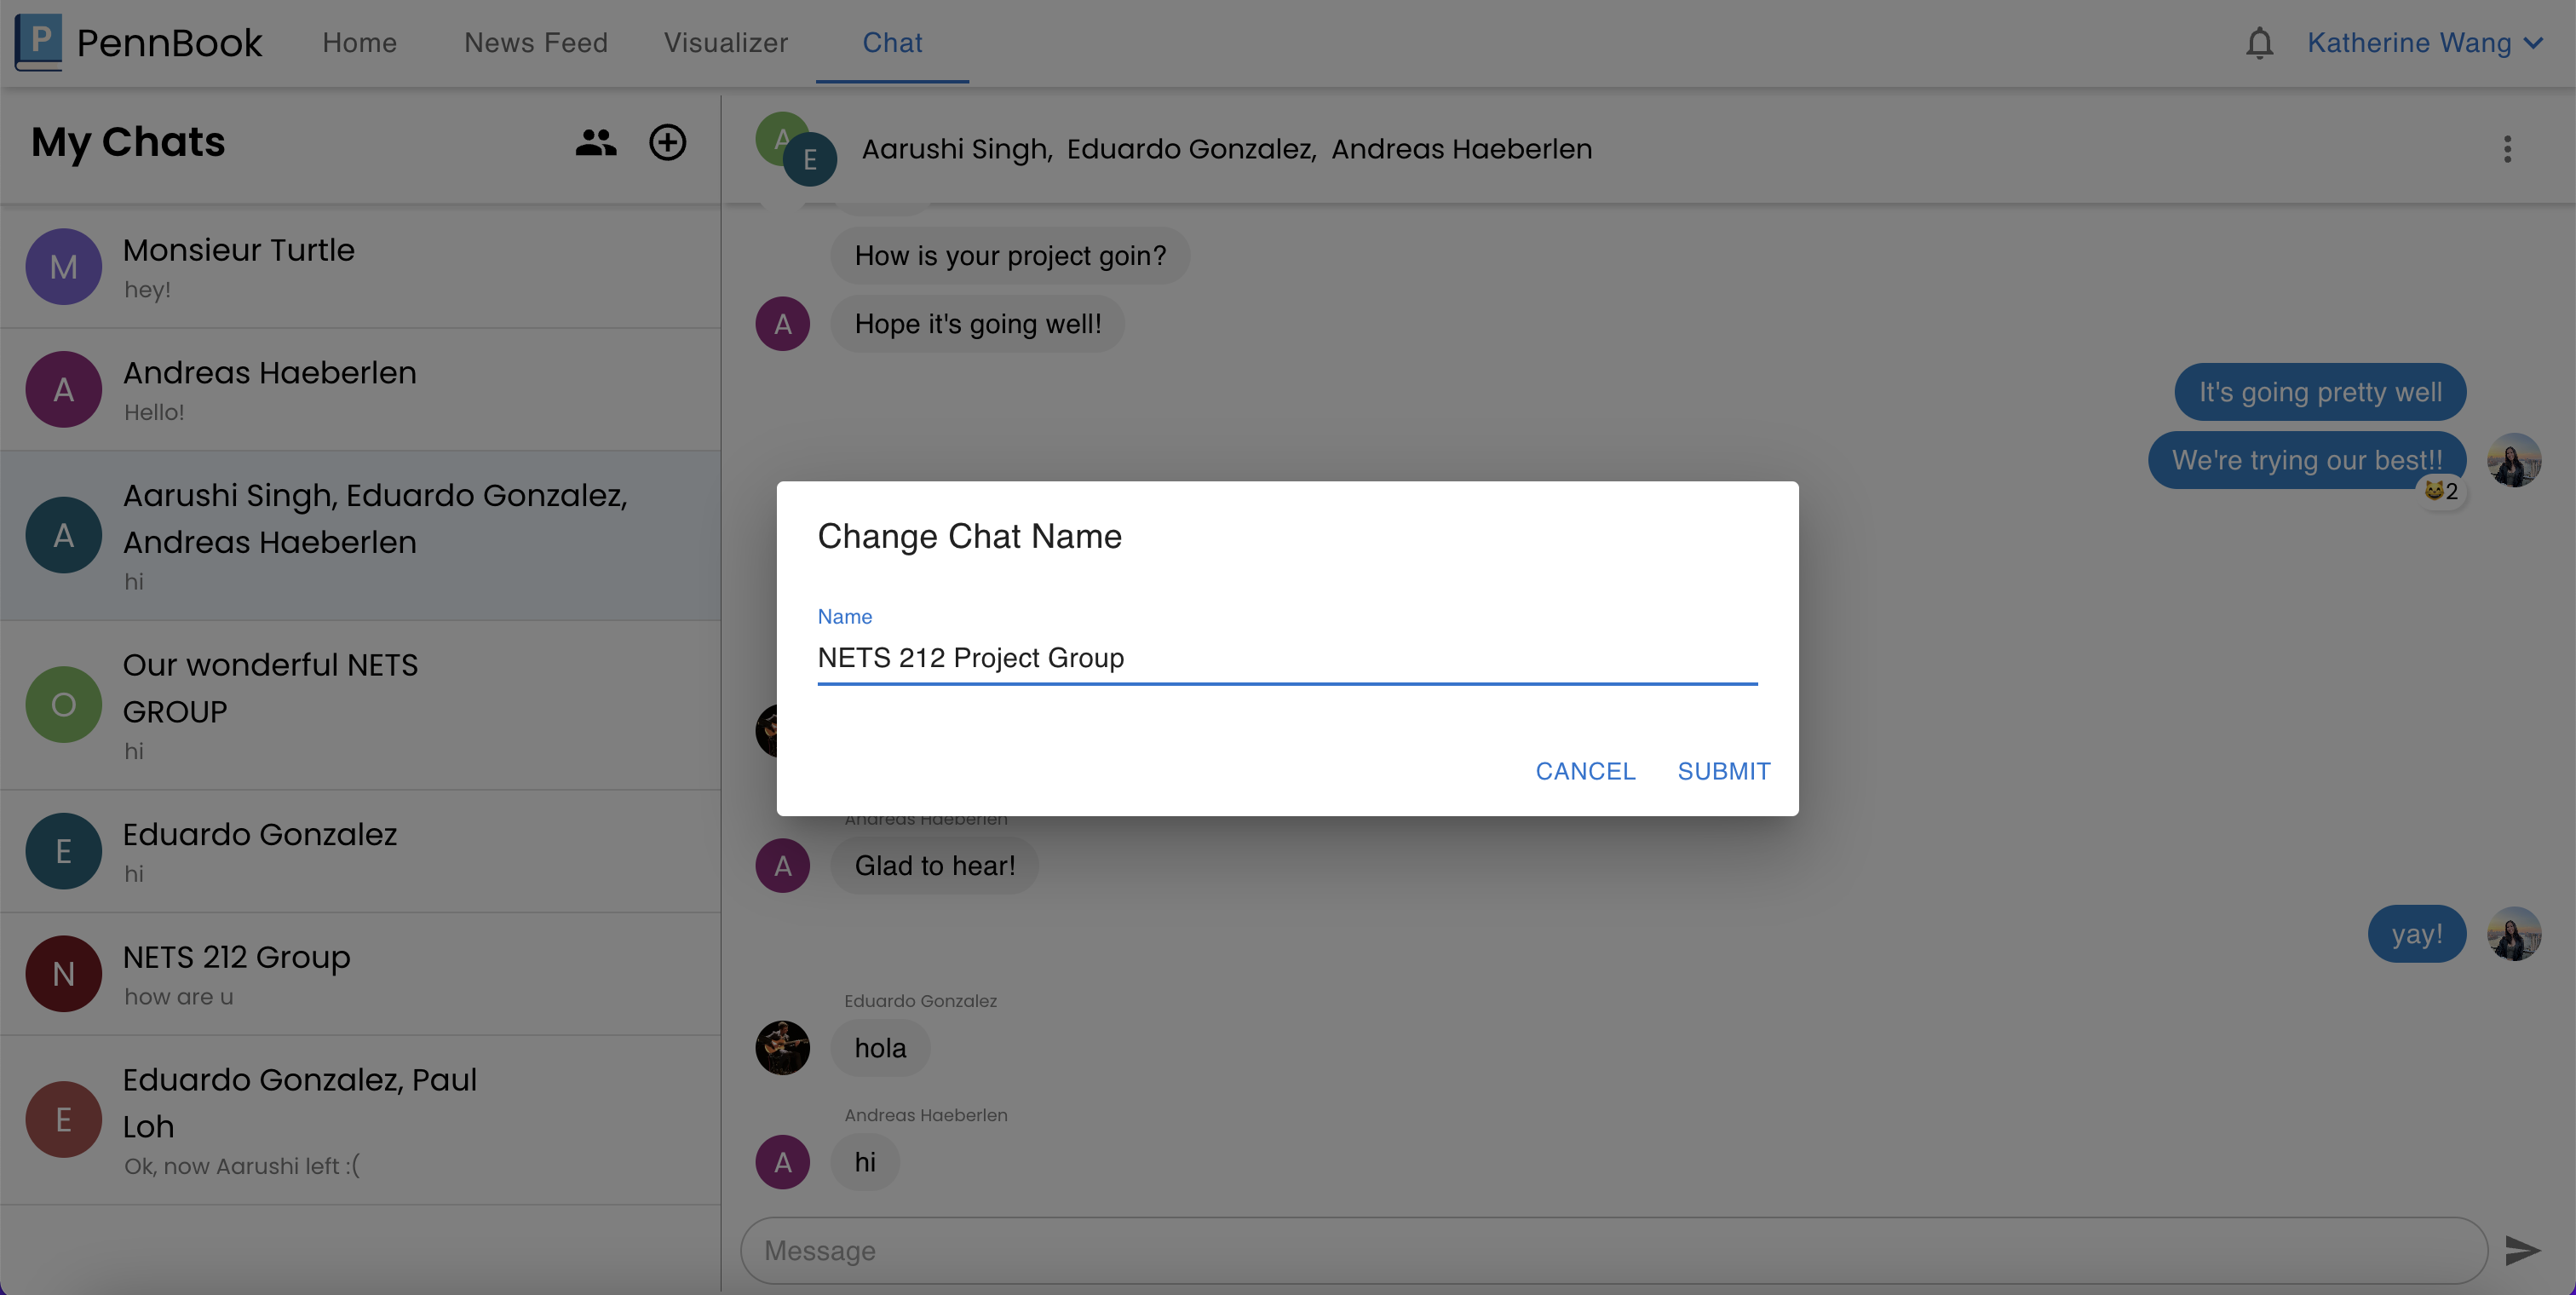 P PennBook Home News Feed Visualizer Chat Katherine Wang
My Chats
M Monsieur Turtle
hey!
A Andreas Haeberlen
Hello!
A Aarushi Singh, Eduardo Gonzalez,
Andreas Haeberlen
hi
O Our wonderful NETS
GROUP
hi
E Eduardo Gonzalez
hi
N NETS 212 Group
how are u
E Eduardo Gonzalez, Paul
Loh
Ok, now Aarushi left :(
A E Aarushi Singh, Eduardo Gonzalez, Andreas Haeberlen
How is your project goin?
A Hope it's going well!
It's going pretty well
We're trying our best!!
😺2
Change Chat Name
Name
NETS 212 Project Group
CANCEL SUBMIT
Andreas Haeberlen
A Glad to hear!
yay!
Eduardo Gonzalez
hola
Andreas Haeberlen
A hi
Message